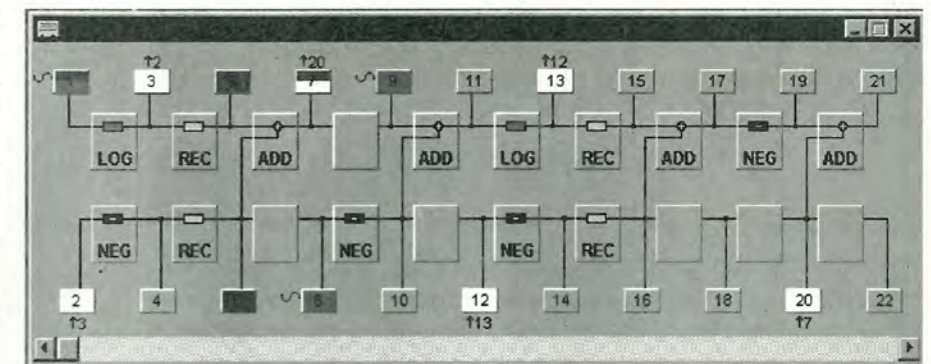 ↑2 ↑20 ↑12
3 7 9 11 13 15 17 19 21
LOG REC ADD ADD LOG REC ADD NEG ADD
NEG REC NEG NEG REC
2 4 8 10 12 14 16 18 20 22
↑3 ↑13 ↑7